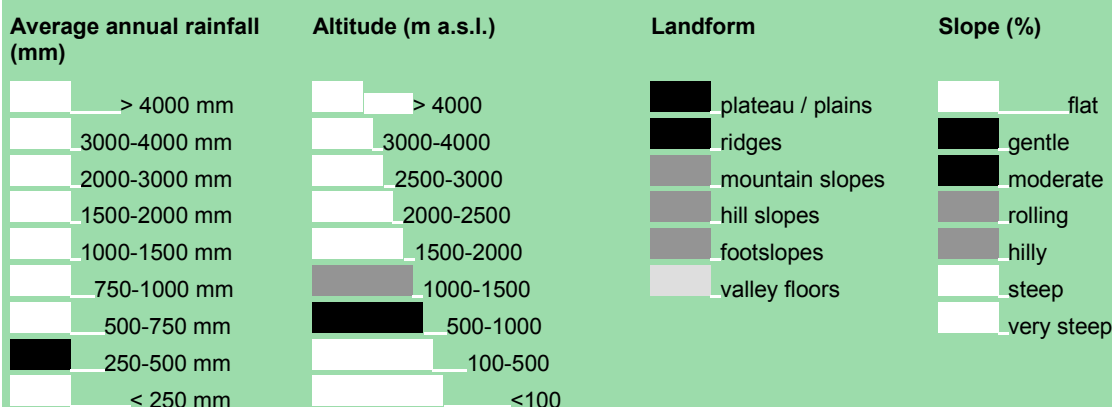 Average annual rainfall
(mm)
> 4000 mm
3000-4000 mm
2000-3000 mm
1500-2000 mm
1000-1500 mm
750-1000 mm
500-750 mm
250-500 mm
< 250 mm
Altitude (m a.s.l.)
> 4000
3000-4000
2500-3000
2000-2500
1500-2000
1000-1500
500-1000
100-500
<100
Landform
plateau / plains
ridges
mountain slopes
hill slopes
footslopes
valley floors
Slope (%)
flat
gentle
moderate
rolling
hilly
steep
very steep